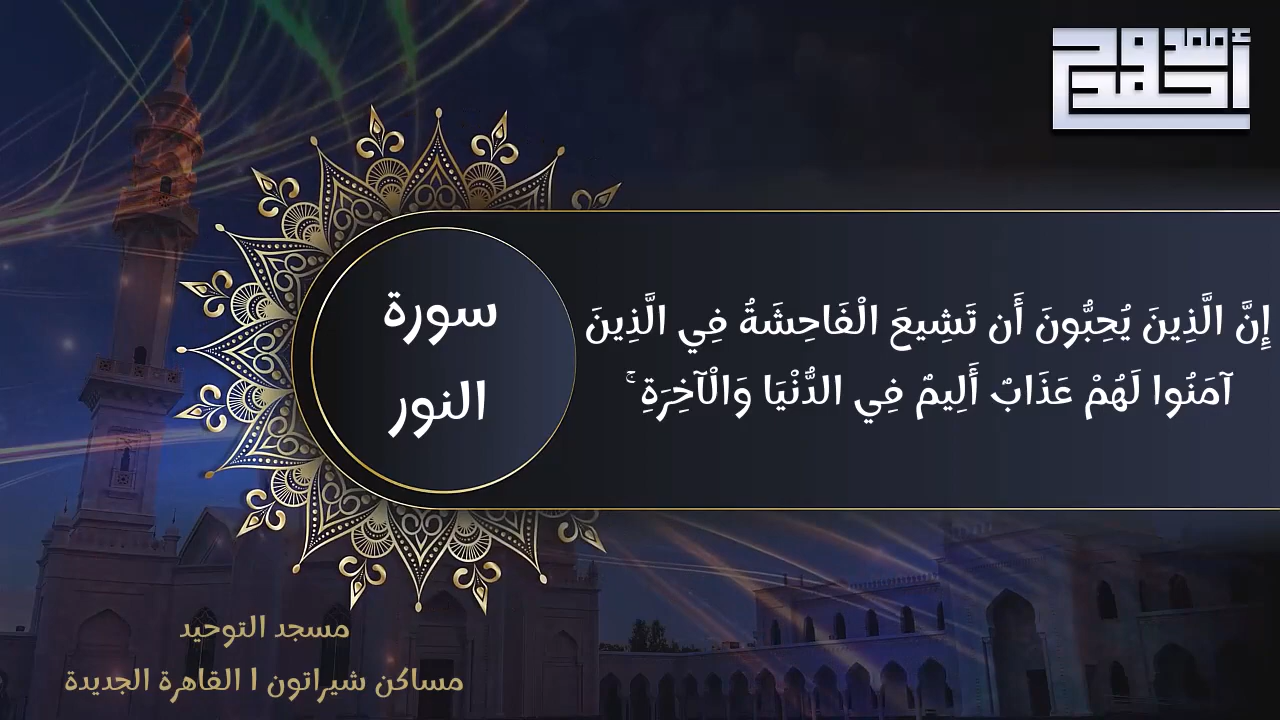 إِنَّ الَّذِينَ يُحِبُّونَ أَن تَشِيعَ الْفَاحِشَةُ فِي الَّذِينَ
آمَنُوا لَهُمْ عَذَابٌ أَلِيمٌ فِي الدُّنْيَا وَالْآخِرَةِ ۚ
سورة
النور
مسجد التوحيد
مساكن شيراتون | القاهرة الجديدة